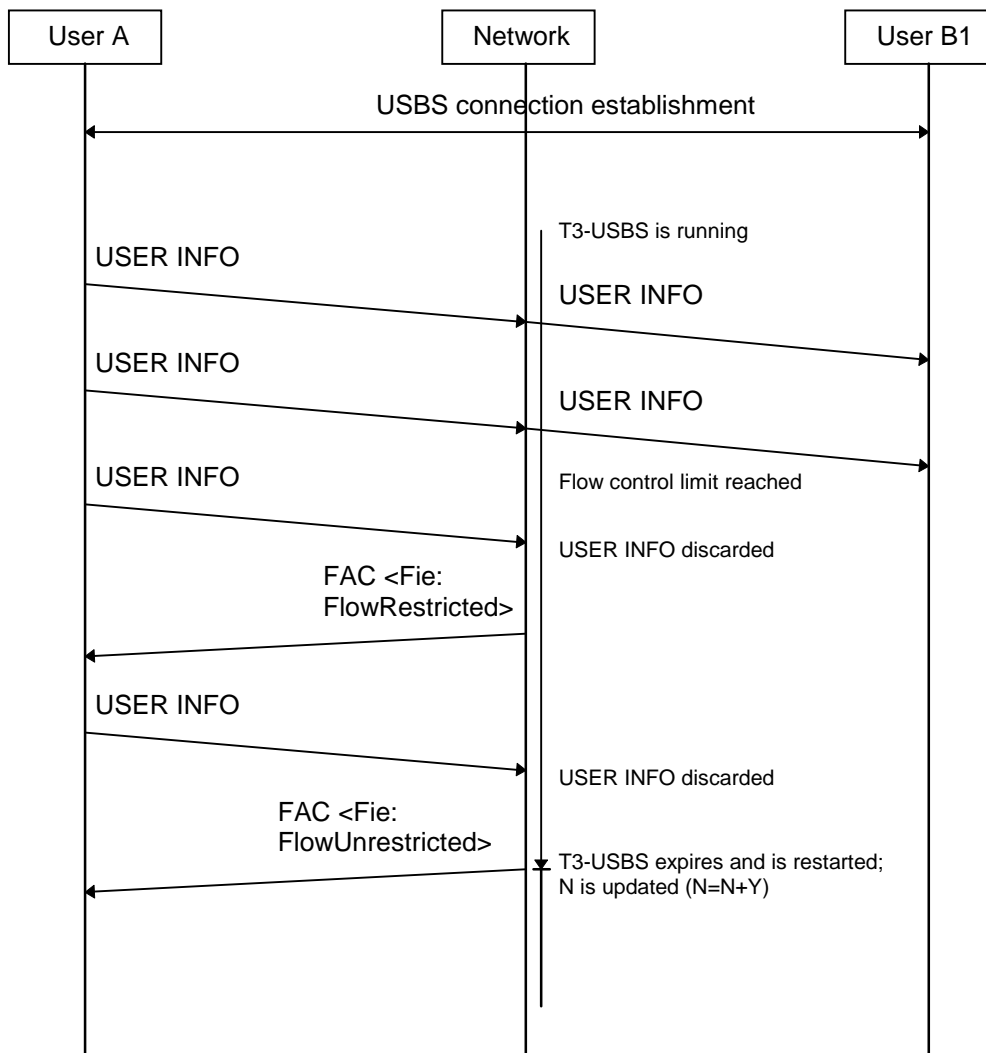 User A
Network
User B1
USBS connection establishment
T3-USBS is running
USER INFO
USER INFO
USER INFO
USER INFO
USER INFO
Flow control limit reached
USER INFO discarded
FAC <Fie:
FlowRestricted>
USER INFO
USER INFO discarded
FAC <Fie:
FlowUnrestricted>
T3-USBS expires and is restarted;
N is updated (N=N+Y)